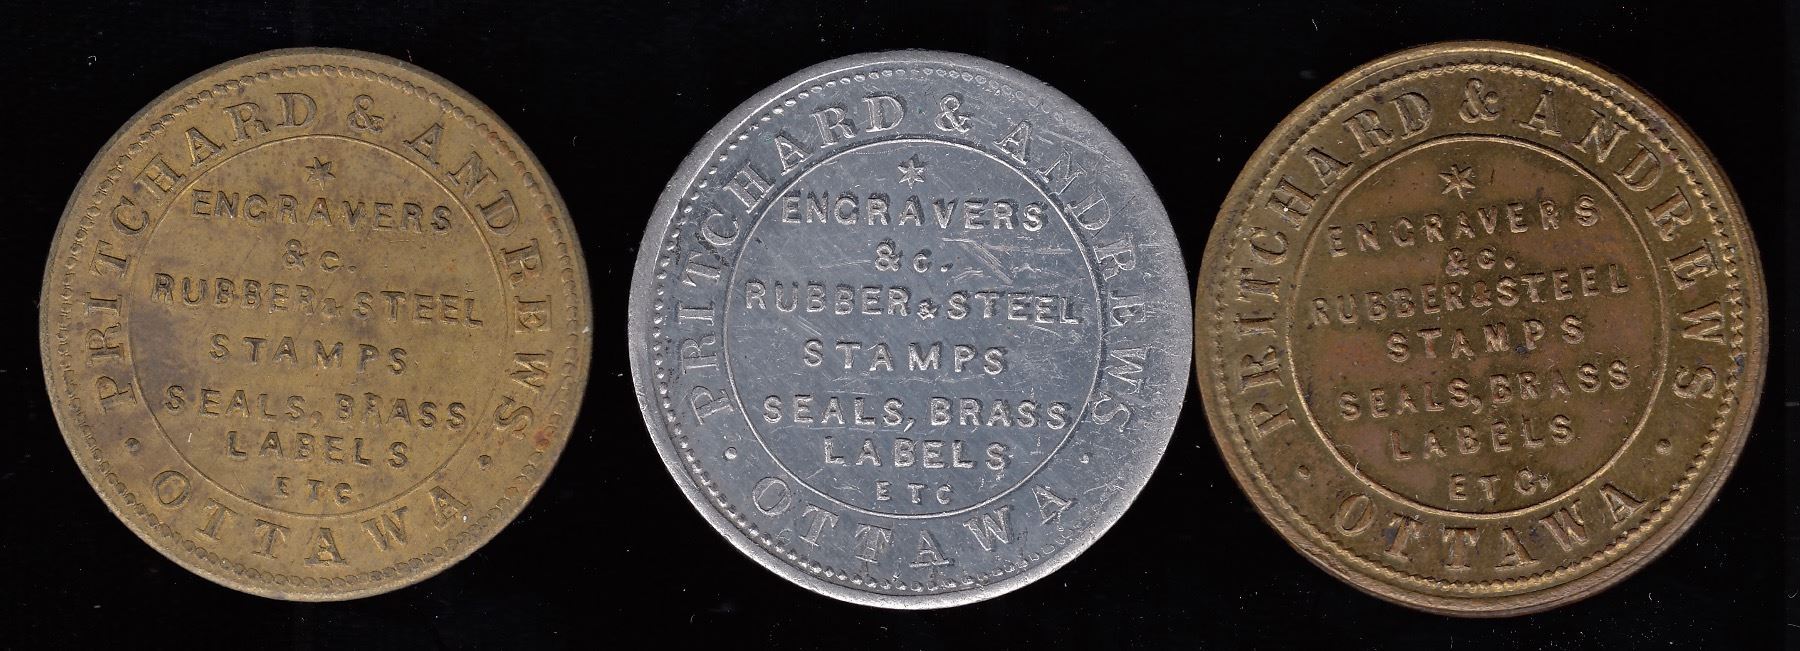 PRITCHARD & ANDREWS
ENGRAVERS
&c.
RUBBER & STEEL
STAMPS
SEALS, BRASS
LABELS
ETC.
OTTAWA
PRITCHARD & ANDREWS
ENGRAVERS
&c.
RUBBER & STEEL
STAMPS
SEALS, BRASS
LABELS
ETC
OTTAWA
PRITCHARD & ANDREWS
ENGRAVERS
&c.
RUBBER & STEEL
STAMPS
SEALS, BRASS
LABELS
ETC.
OTTAWA